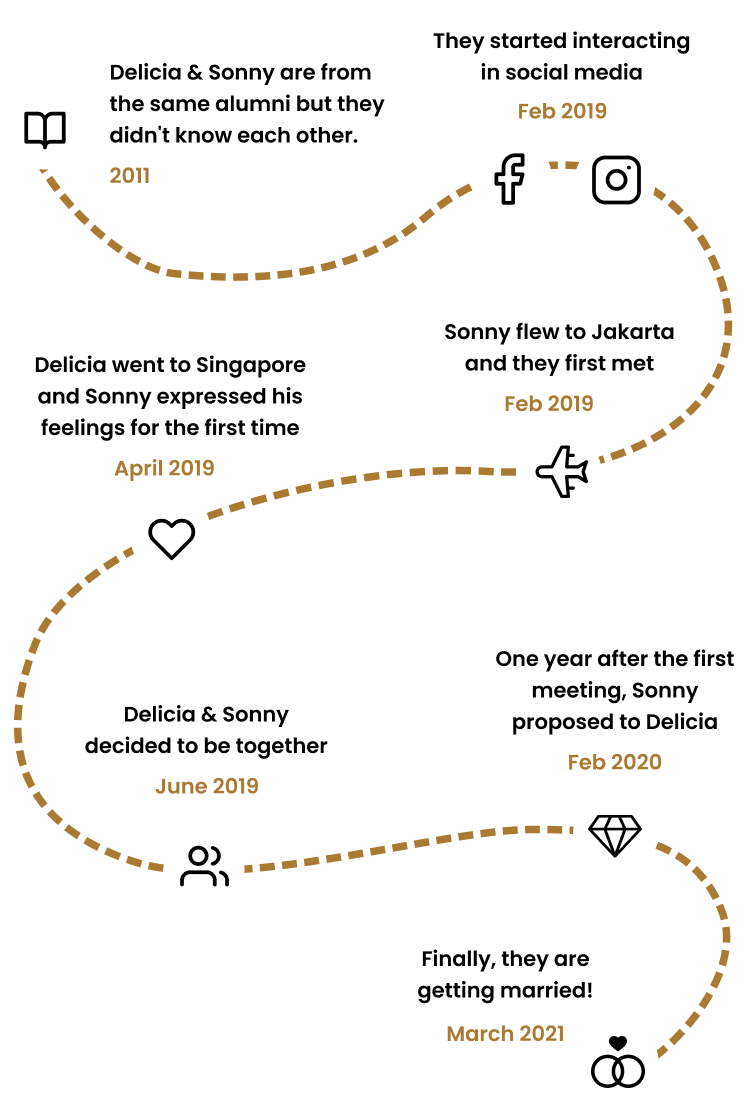 Delicia & Sonny are from
the same alumni but they
didn't know each other.
2011
They started interacting
in social media
Feb 2019
Sonny flew to Jakarta
and they first met
Feb 2019
Delicia went to Singapore
and Sonny expressed his
feelings for the first time
April 2019
Delicia & Sonny
decided to be together
June 2019
One year after the first
meeting, Sonny
proposed to Delicia
Feb 2020
Finally, they are
getting married!
March 2021